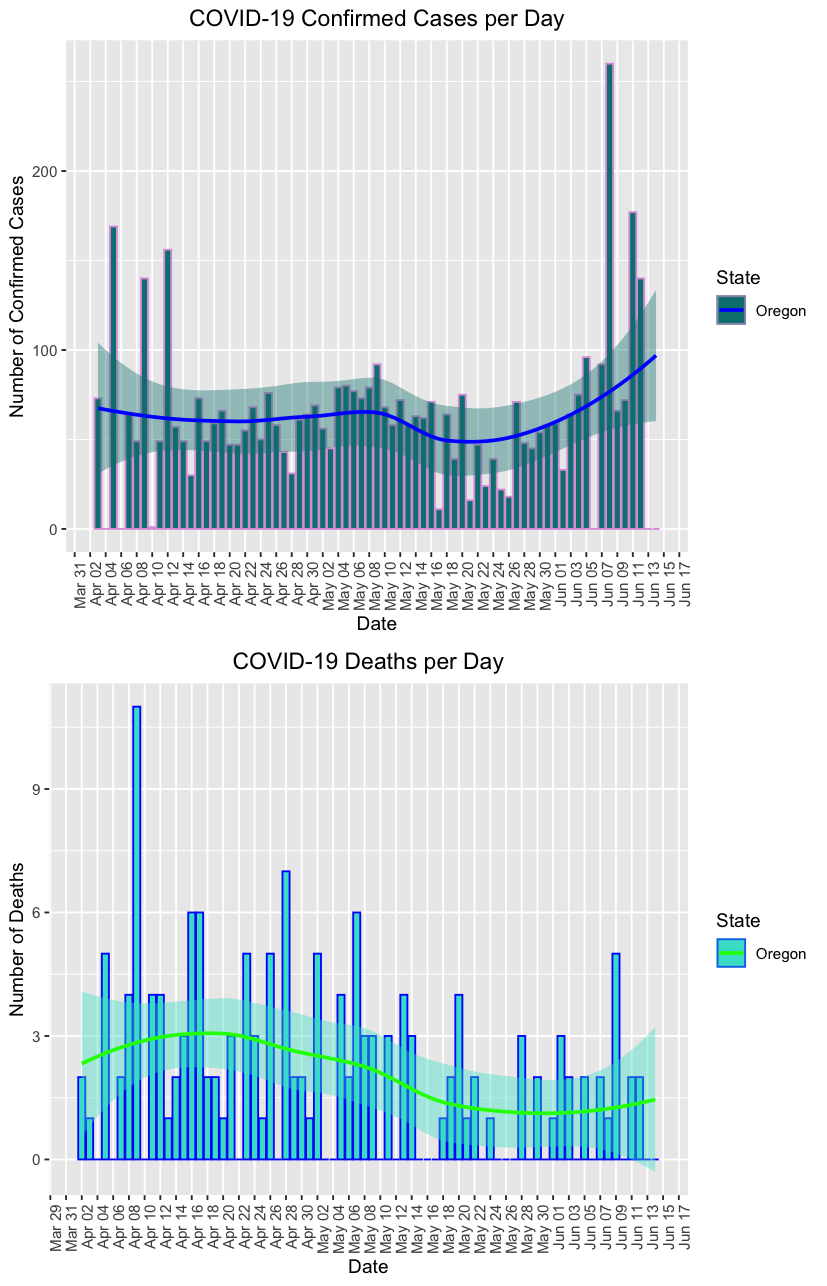 COVID-19 Confirmed Cases per Day
Number of Confirmed Cases
200
100
0
Mar 31
Apr 02
Apr 04
Apr 06
Apr 08
Apr 10
Apr 12
Apr 14
Apr 16
Apr 18
Apr 20
Apr 22
Apr 24
Apr 26
Apr 28
Apr 30
May 02
May 04
May 06
May 08
May 10
May 12
May 14
May 16
May 18
May 20
May 22
May 24
May 26
May 28
May 30
Jun 01
Jun 03
Jun 05
Jun 07
Jun 09
Jun 11
Jun 13
Jun 15
Jun 17
Date
State
Oregon
COVID-19 Deaths per Day
Number of Deaths
9
6
3
0
Mar 29
Mar 31
Apr 02
Apr 04
Apr 06
Apr 08
Apr 10
Apr 12
Apr 14
Apr 16
Apr 18
Apr 20
Apr 22
Apr 24
Apr 26
Apr 28
Apr 30
May 02
May 04
May 06
May 08
May 10
May 12
May 14
May 16
May 18
May 20
May 22
May 24
May 26
May 28
May 30
Jun 01
Jun 03
Jun 05
Jun 07
Jun 09
Jun 11
Jun 13
Jun 15
Jun 17
Date
State
Oregon